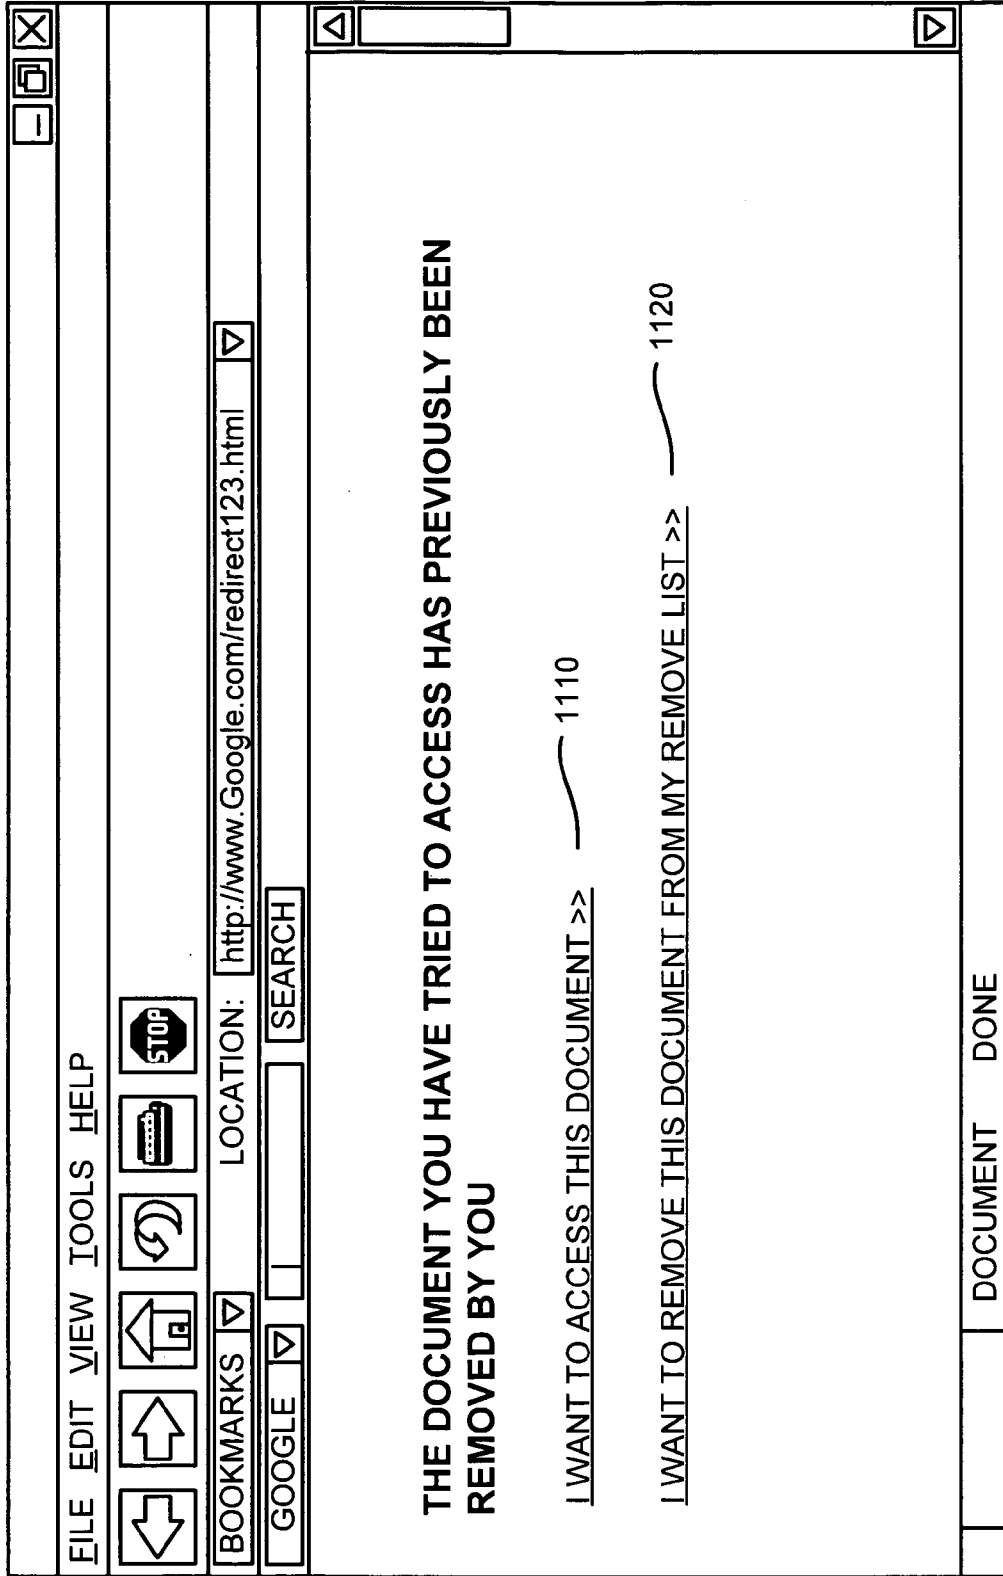 FILE EDIT VIEW TOOLS HELP
STOP
BOOKMARKS LOCATION: http://www.Google.com/redirect123.html
GOOGLE SEARCH
THE DOCUMENT YOU HAVE TRIED TO ACCESS HAS PREVIOUSLY BEEN
REMOVED BY YOU
I WANT TO ACCESS THIS DOCUMENT >> 1110
I WANT TO REMOVE THIS DOCUMENT FROM MY REMOVE LIST >> 1120
DOCUMENT DONE